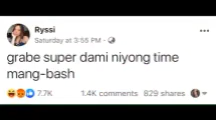 Ryssi
Saturday at 3:56 PM
grabe super dami niyong time
mang-bash
7.7K 1.4K comments 829 shares